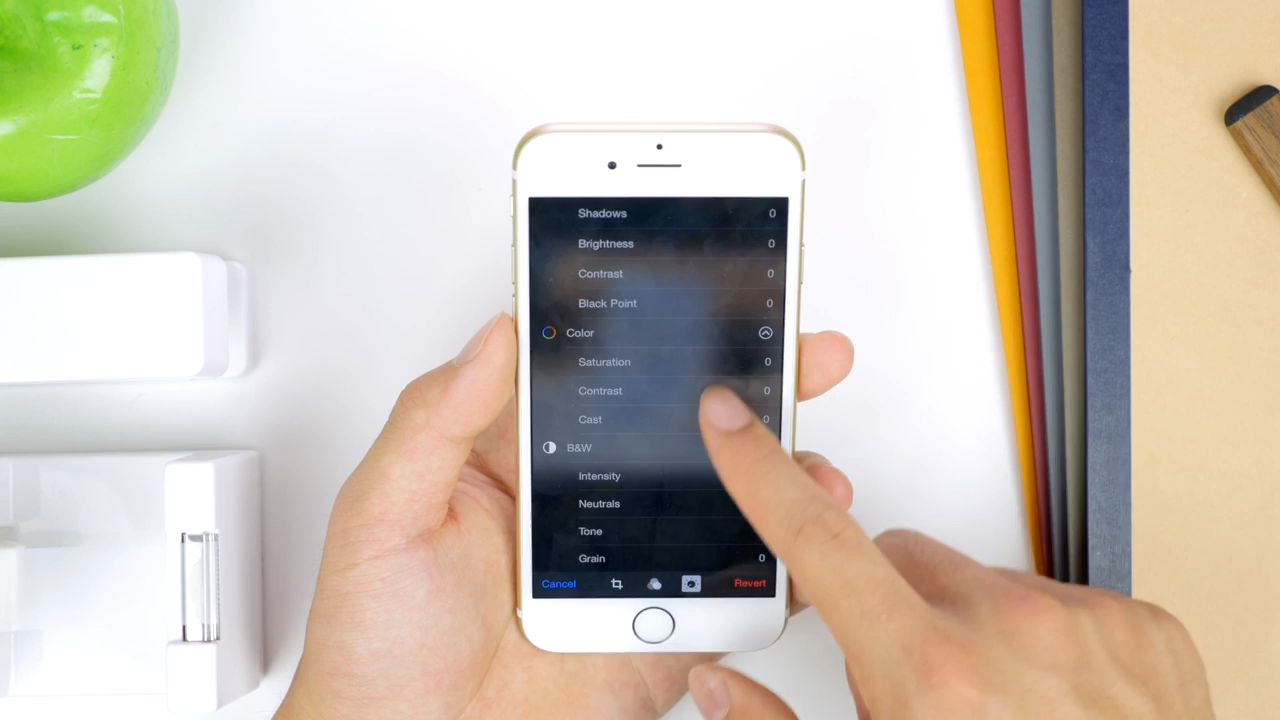 Shadows 0
Brightness 0
Contrast 0
Black Point 0
Color
Saturation 0
Contrast 0
Cast 0
B&W
Intensity
Neutrals
Tone
Grain 0
Cancel Revert